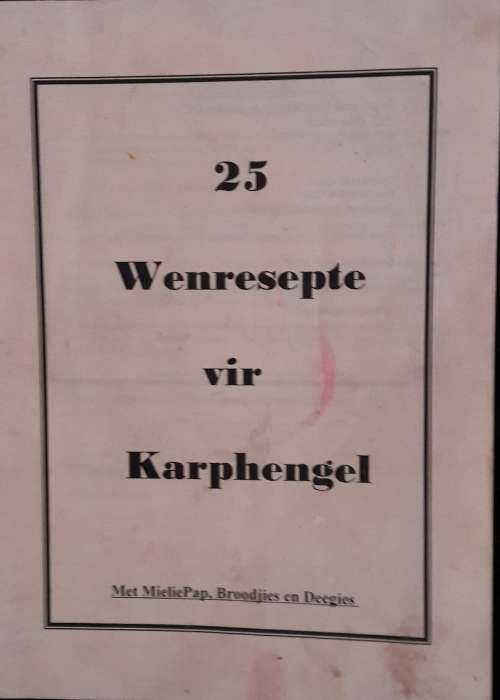 25
Wenresepte
vir
Karphengel
Met MieliePap, Broodjies en Deegies